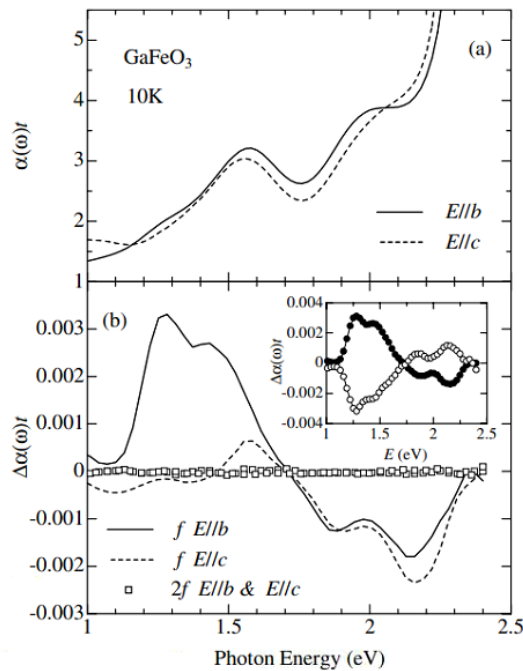 5
(a)
GaFeO3
10K
4
α(ω)t
3
2
E//b
E//c
1
(b)
0.003
0.002
0.001
0
-0.001
-0.002
-0.003
Δα(ω)t
0.004
0.002
0
-0.002
-0.004
Δα(ω)t
1 1.5 2 2.5
E (eV)
f E//b
f E//c
2f E//b & E//c
1 1.5 2 2.5
Photon Energy (eV)